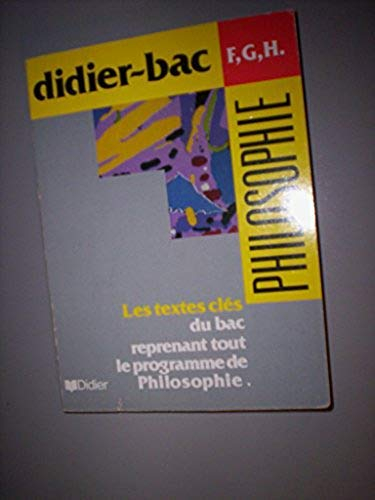 didier-bac
F,G,H.
PHILOSOPHIE
Les textes clés
du bac
reprenant tout
le programme de
Philosophie.
Didier